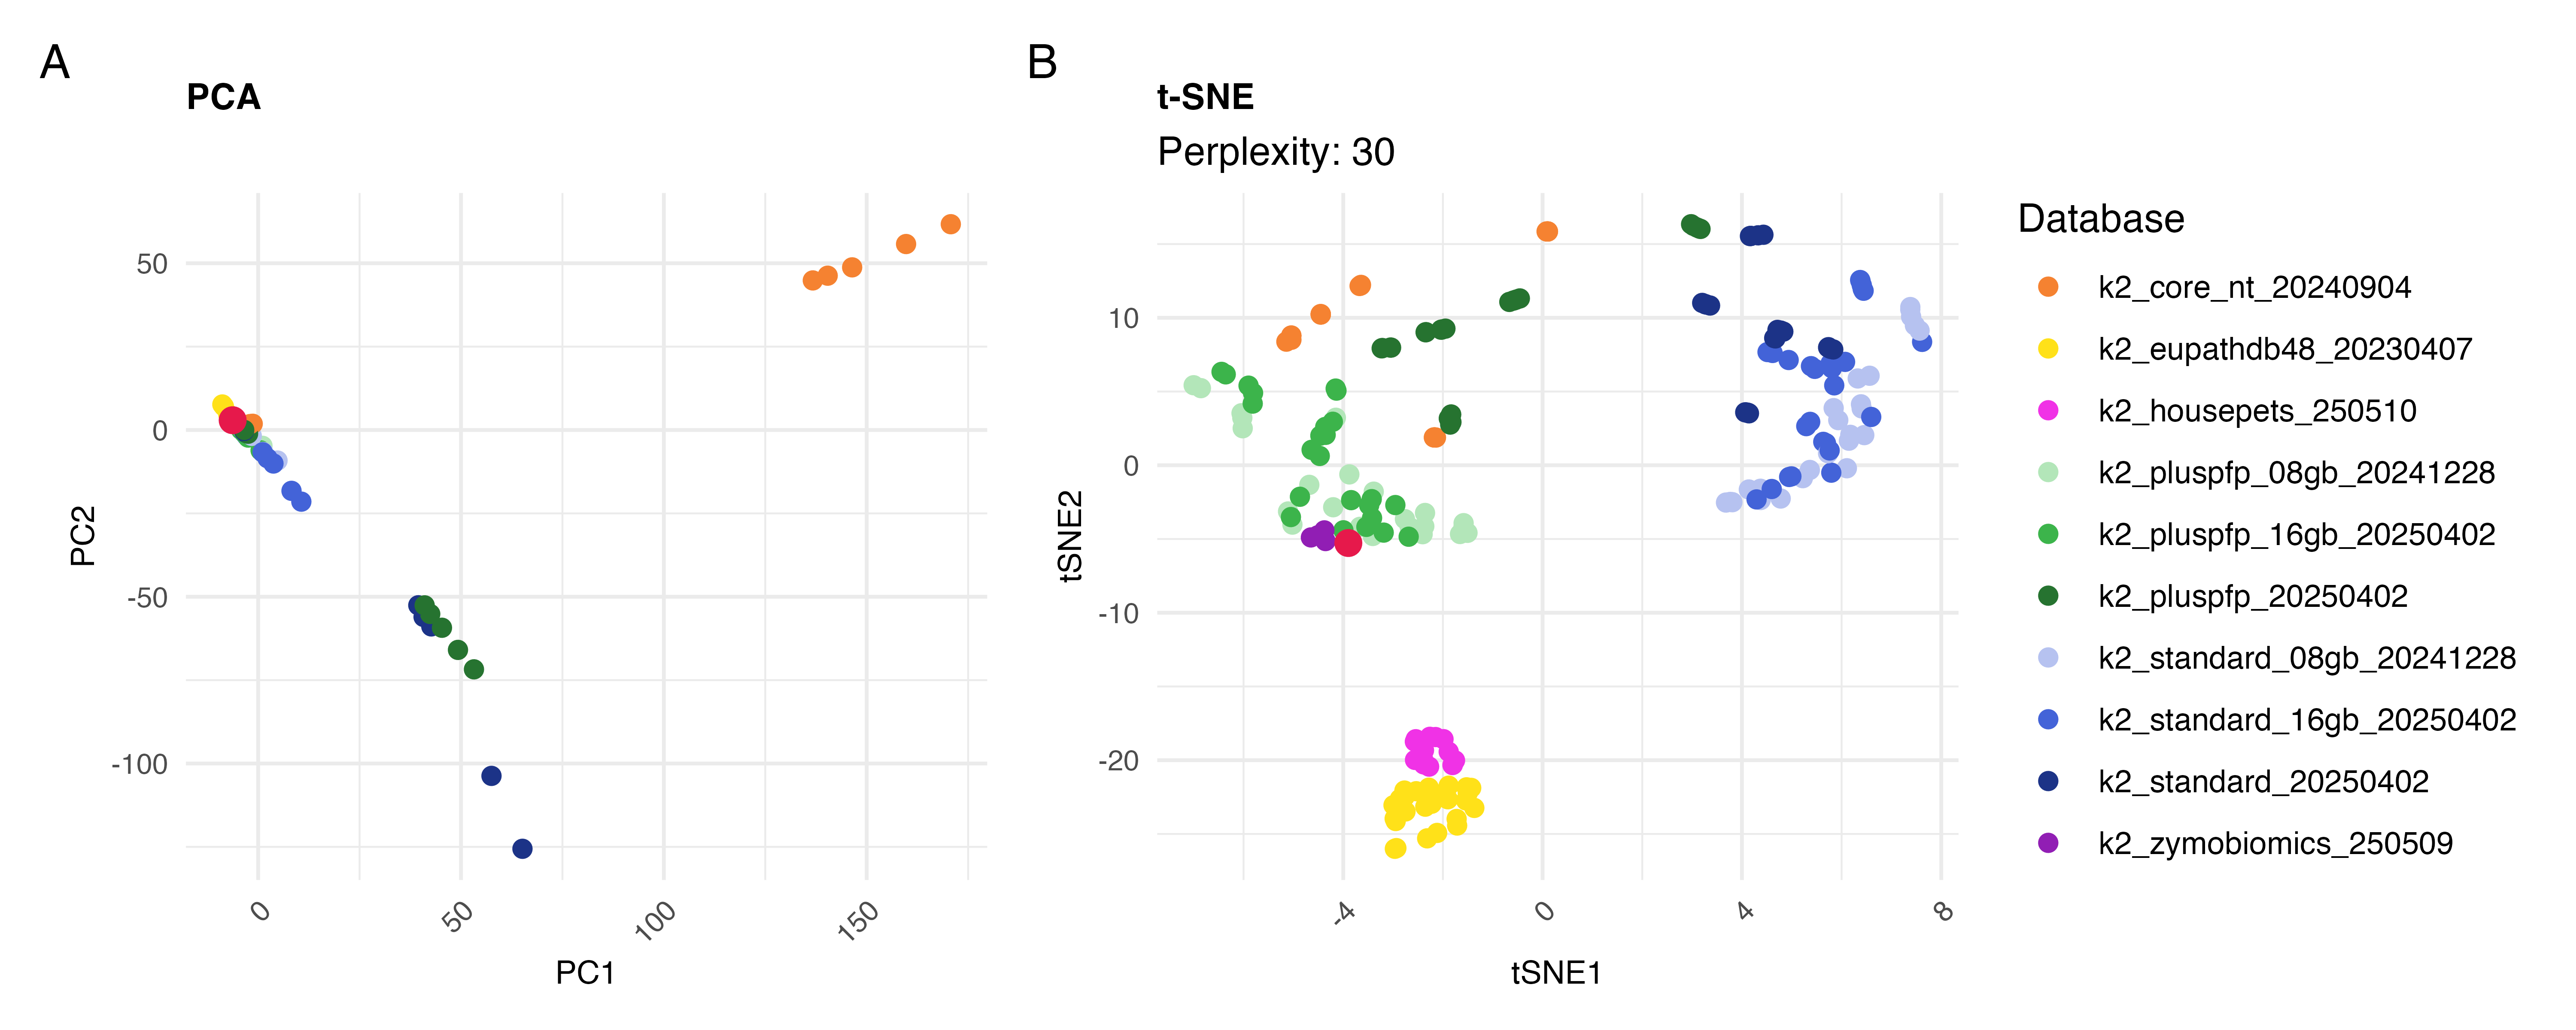 A
PCA
50
0
-50
-100
PC2
0
50
100
150
PC1
B
t-SNE
Perplexity: 30
10
0
-10
-20
tSNE2
-4
0
4
8
tSNE1
Database
k2_core_nt_20240904
k2_eupathdb48_20230407
k2_housepets_250510
k2_pluspfp_08gb_20241228
k2_pluspfp_16gb_20250402
k2_pluspfp_20250402
k2_standard_08gb_20241228
k2_standard_16gb_20250402
k2_standard_20250402
k2_zymobiomics_250509